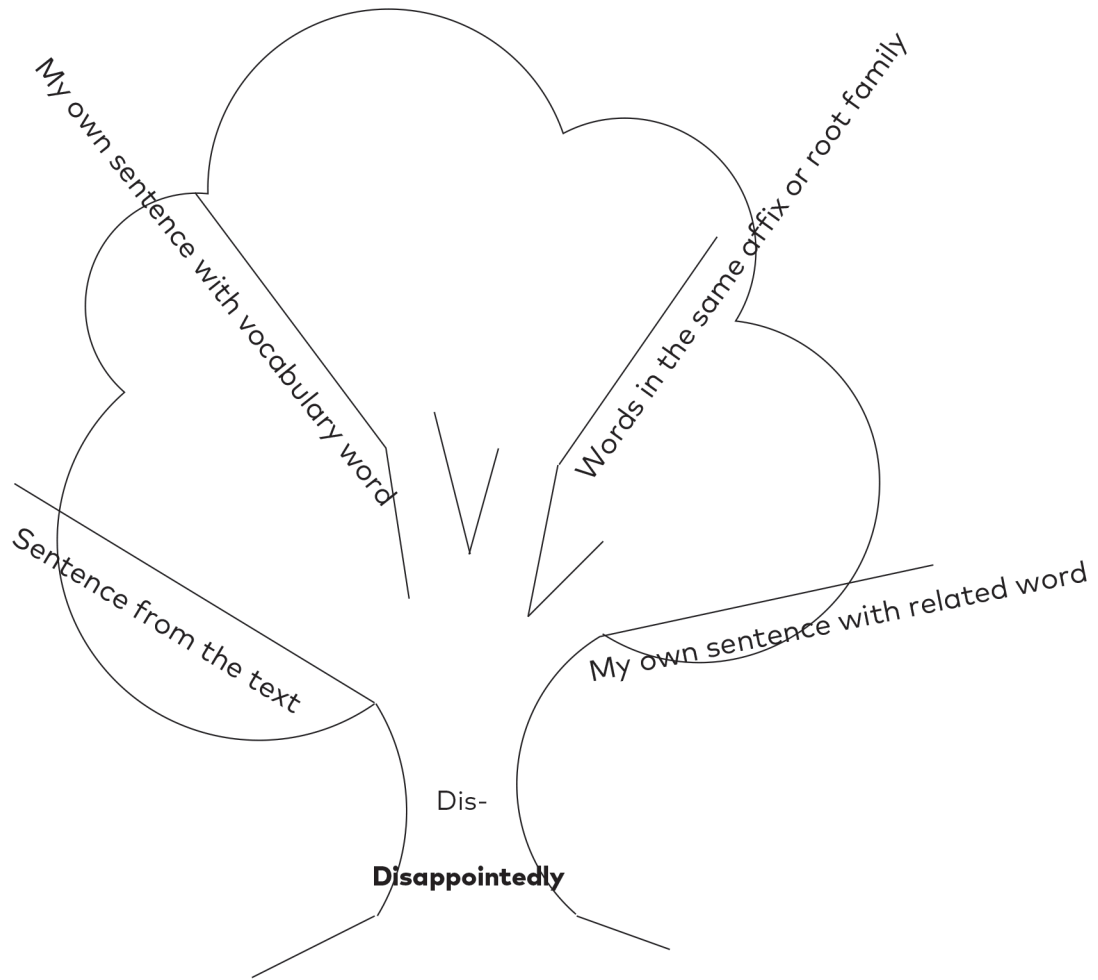 My own sentence with vocabulary word
Words in the same affix or root family
Sentence from the text
My own sentence with related word
Dis-
Disappointedly